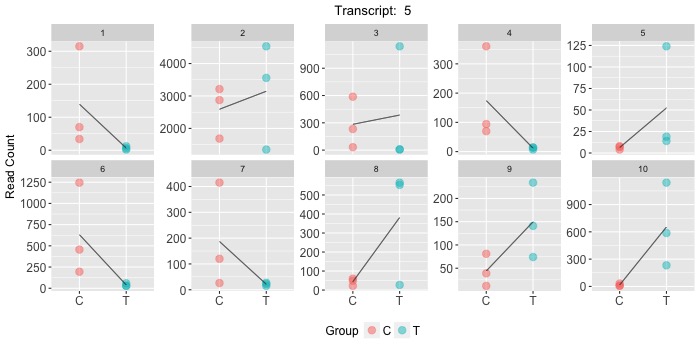 Transcript: 5
1 2 3 4 5
300 200 100 0
4000 3000 2000
900 600 300 0
300 200 100 0
125 100 75 50 25 0
Read Count
6 7 8 9 10
1250 1000 750 500 250 0
400 300 200 100 0
500 400 300 200 100 0
200 150 100 50
900 600 300 0
C T C T C T C T C T
Group C T